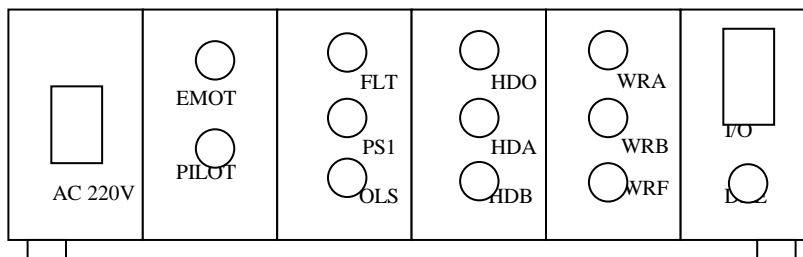 AC 220V
EMOT
PILOT
FLT
PS1
OLS
HDO
HDA
HDB
WRA
WRB
WRF
I/O